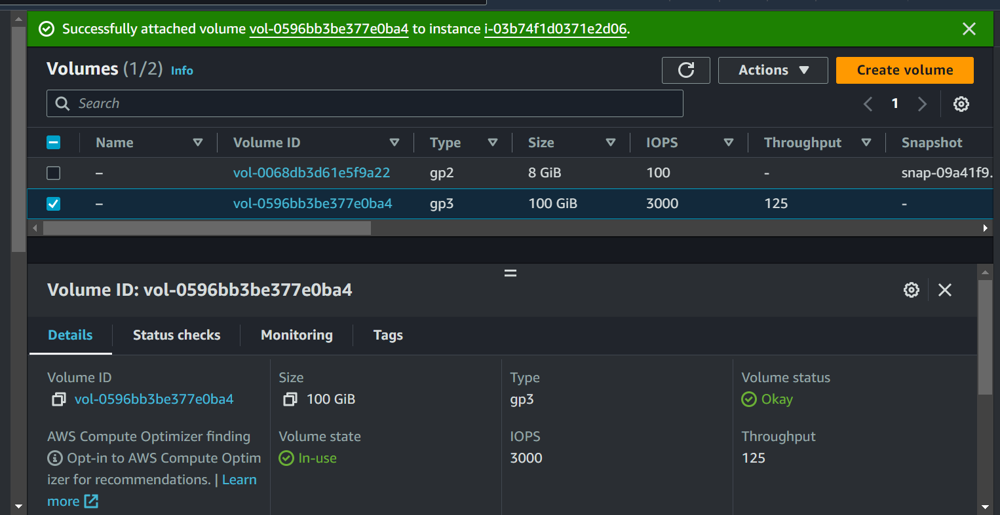 Successfully attached volume vol-0596bb3be377e0ba4 to instance i-03b74f1d0371e2d06.
Volumes (1/2) Info
Actions
Create volume
Search
1
Name Volume ID Type Size IOPS Throughput Snapshot
– vol-0068db3d61e5f9a22 gp2 8 GiB 100 - snap-09a41f9.
– vol-0596bb3be377e0ba4 gp3 100 GiB 3000 125 -
Volume ID: vol-0596bb3be377e0ba4
Details Status checks Monitoring Tags
Volume ID
vol-0596bb3be377e0ba4
Size
100 GiB
Type
gp3
Volume status
Okay
AWS Compute Optimizer finding
Opt-in to AWS Compute Optim
izer for recommendations. | Learn
more
Volume state
In-use
IOPS
3000
Throughput
125